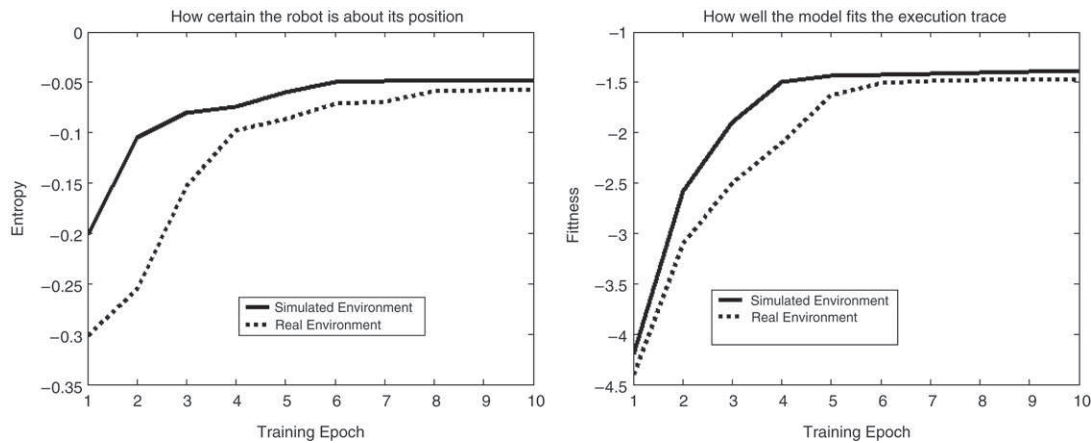 How certain the robot is about its position
0
−0.05
−0.1
−0.15
−0.2
−0.25
−0.3
−0.35
Entropy
Simulated Environment
Real Environment
1 2 3 4 5 6 7 8 9 10
Training Epoch
How well the model fits the execution trace
−1
−1.5
−2
−2.5
−3
−3.5
−4
−4.5
Fittness
Simulated Environment
Real Environment
1 2 3 4 5 6 7 8 9 10
Training Epoch